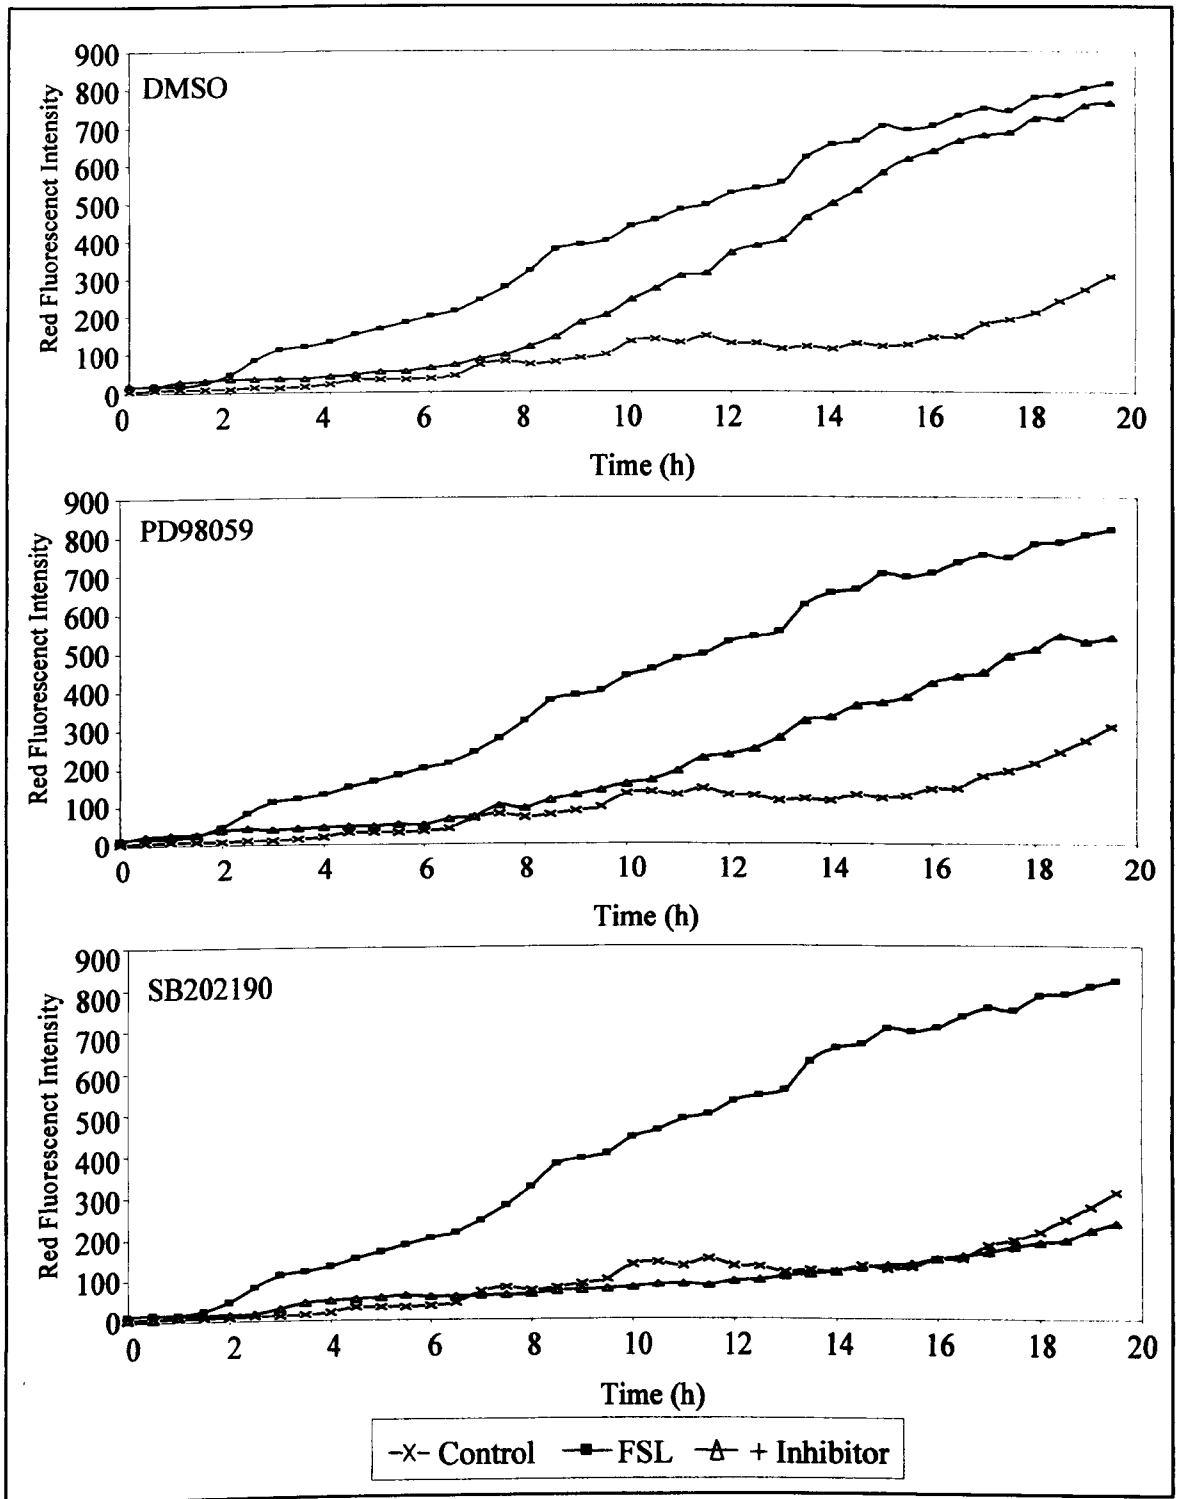 DMSO
Red Fluorescenct Intensity
900
800
700
600
500
400
300
200
100
0
0 2 4 6 8 10 12 14 16 18 20
Time (h)
PD98059
Red Fluorescenct Intensity
900
800
700
600
500
400
300
200
100
0
0 2 4 6 8 10 12 14 16 18 20
Time (h)
SB202190
Red Fluorescenct Intensity
900
800
700
600
500
400
300
200
100
0
0 2 4 6 8 10 12 14 16 18 20
Time (h)
Control FSL + Inhibitor